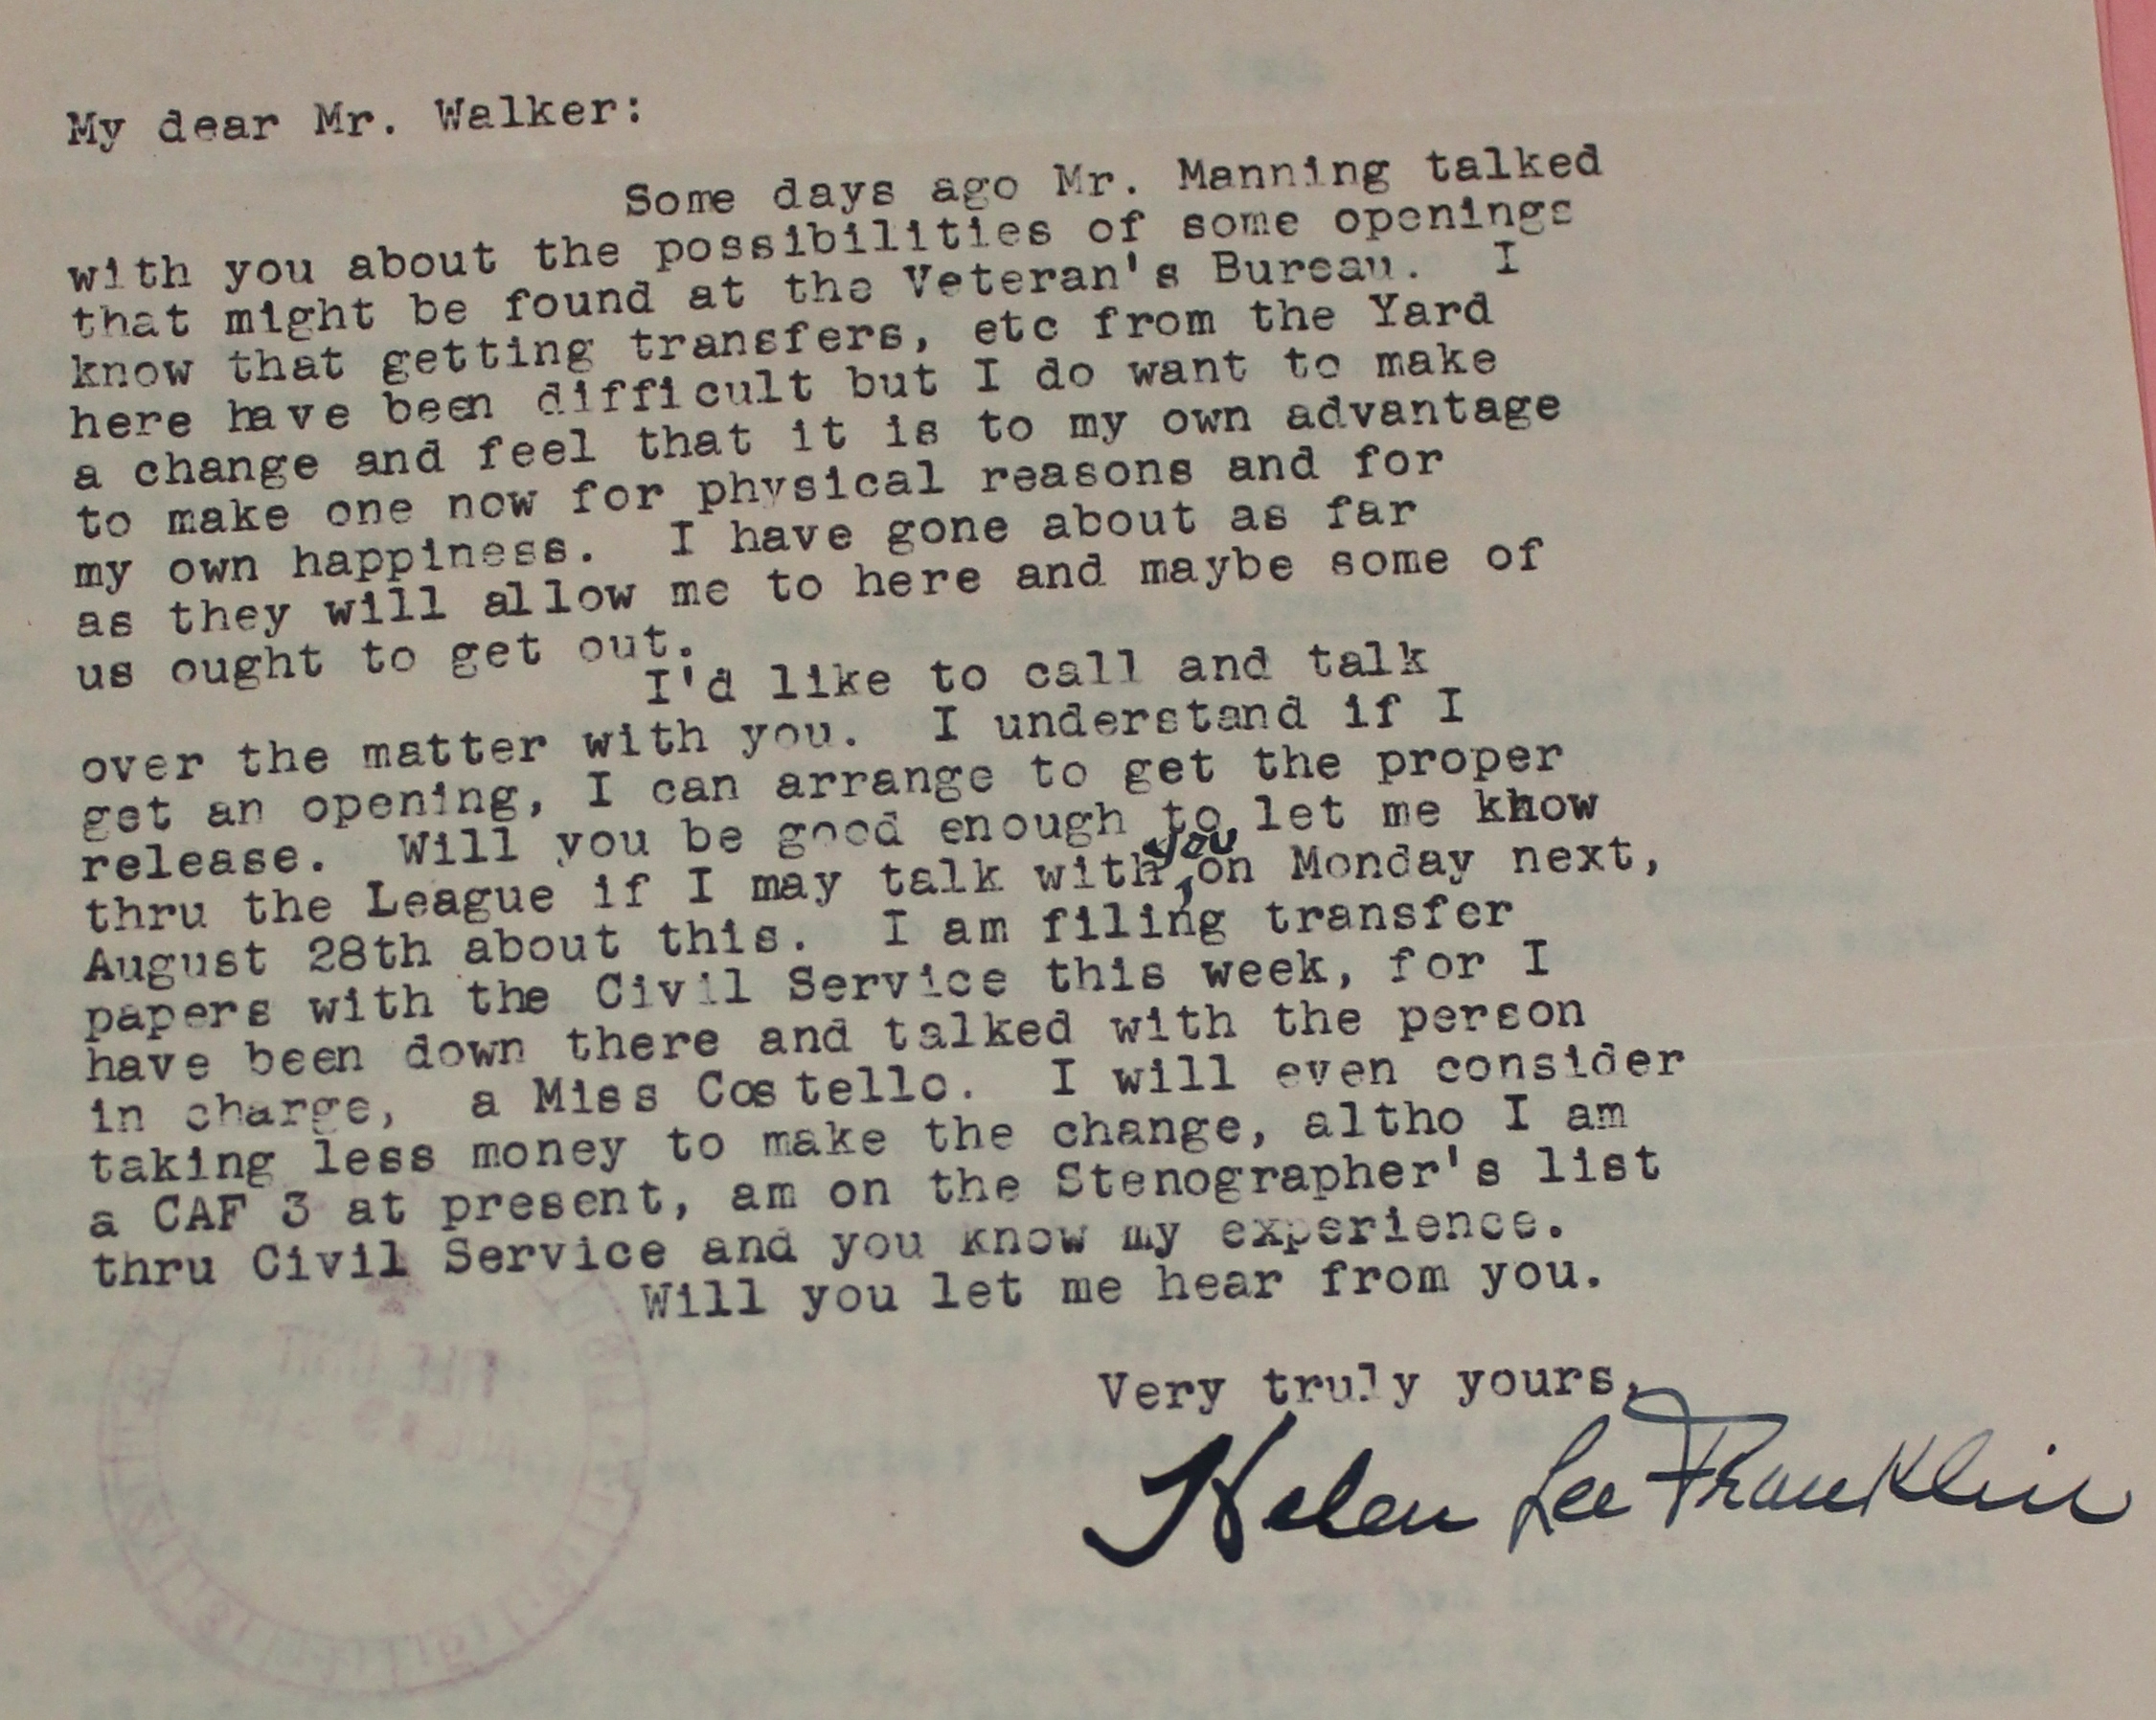 My dear Mr. Walker:
Some days ago Mr. Manning talked
with you about the possibilities of some openings
that might be found at the Veteran's Bureau. I
know that getting transfers, etc from the Yard
here have been difficult but I do want to make
a change and feel that it is to my own advantage
to make one now for physical reasons and for
my own happiness. I have gone about as far
as they will allow me to here and maybe some of
us ought to get out.
I'd like to call and talk
over the matter with you. I understand if I
get an opening, I can arrange to get the proper
release. Will you be good enough to let me know
thru the League if I may talk with you on Monday next,
August 28th about this. I am filing transfer
papers with the Civil Service this week, for I
have been down there and talked with the person
in charge, a Miss Costello. I will even consider
taking less money to make the change, altho I am
a CAF 3 at present, am on the Stenographer's list
thru Civil Service and you know my experience.
Will you let me hear from you.
Very truly yours,
Helen Lee Franklin